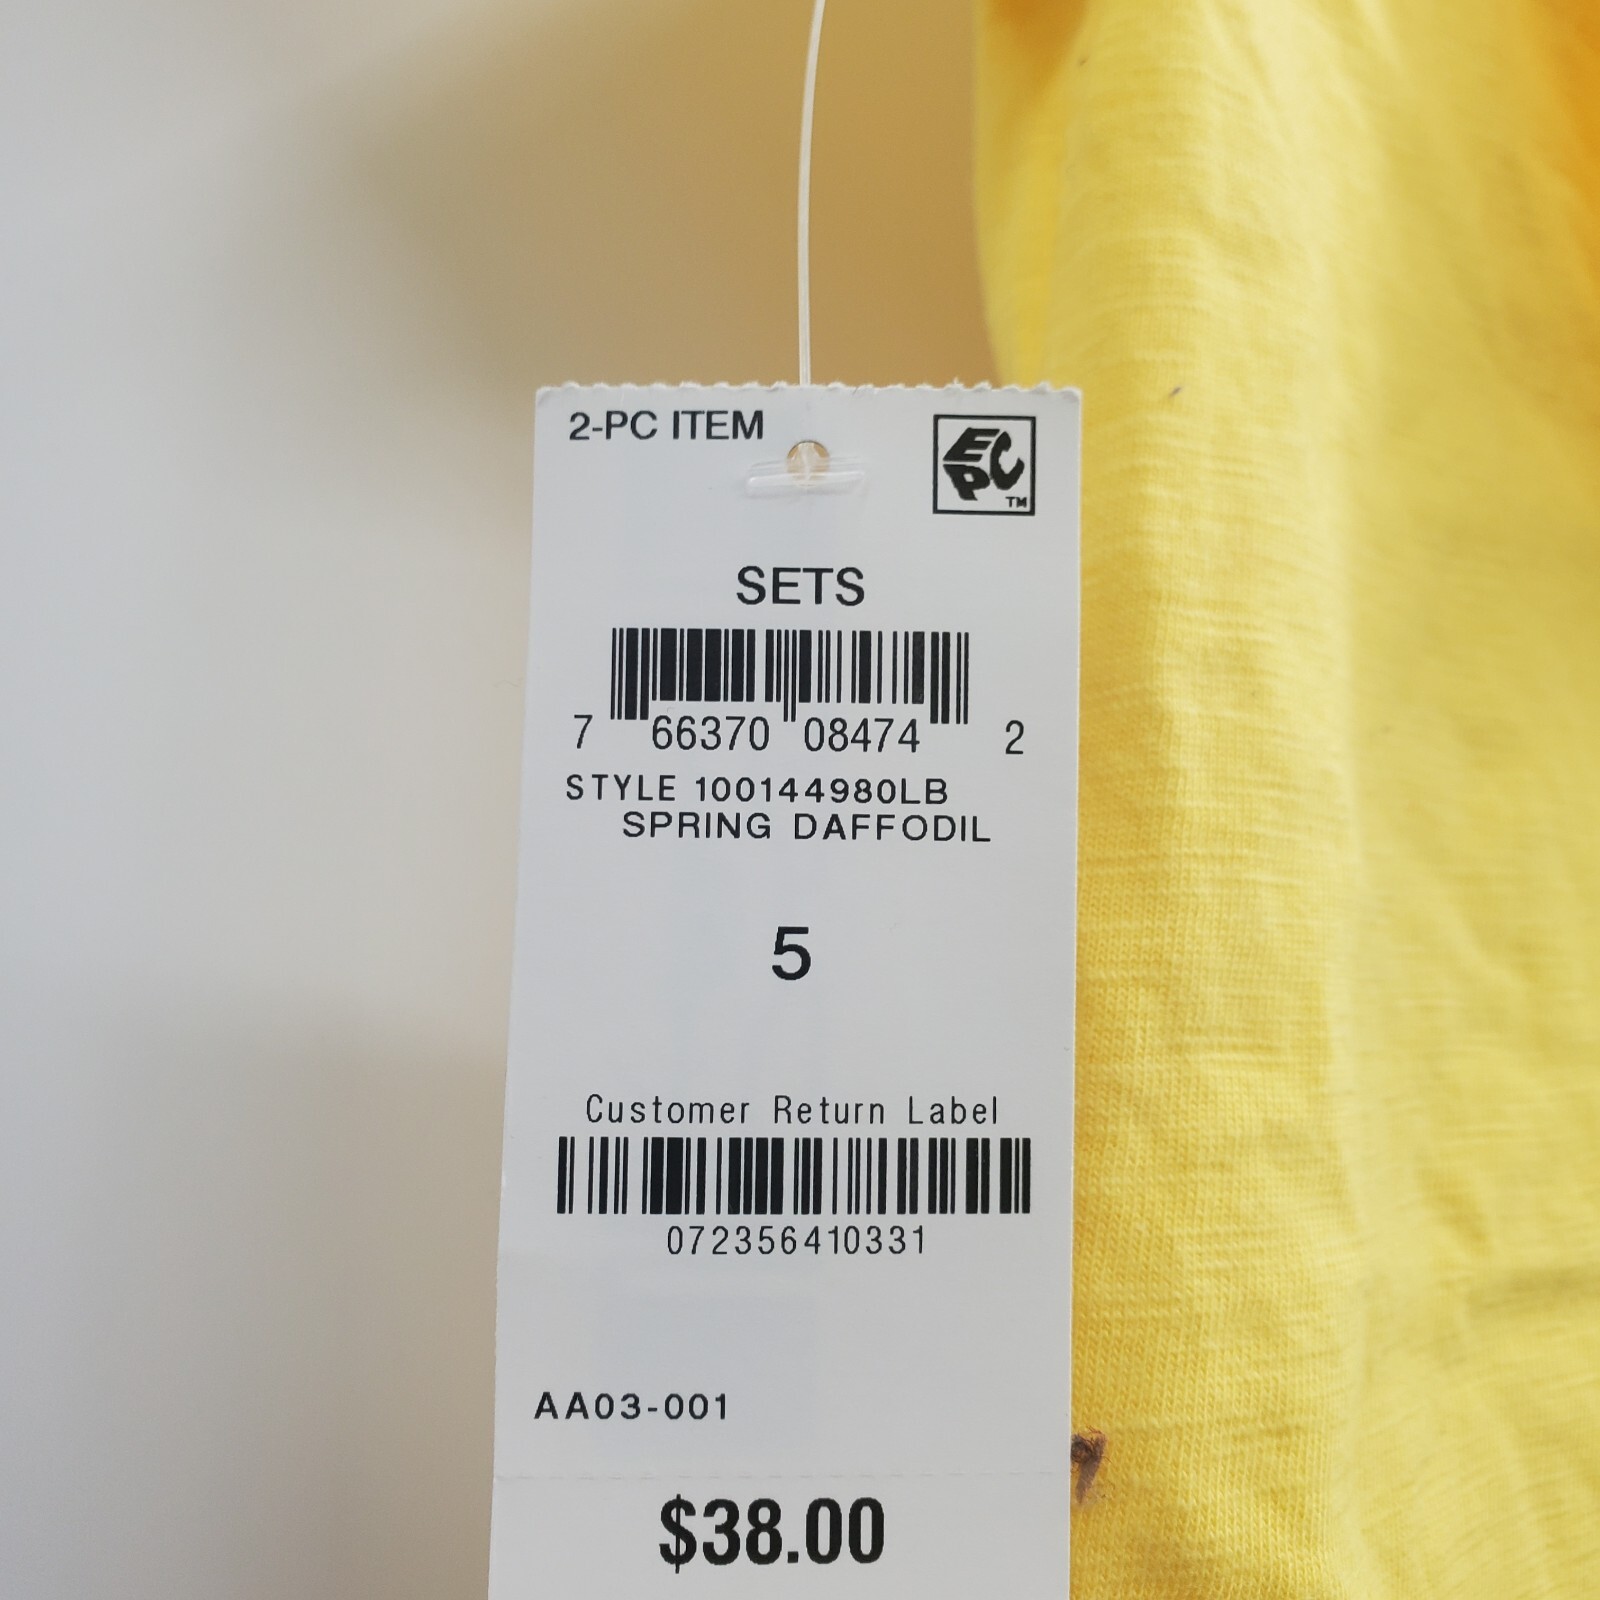 2-PC ITEM
EPC TM
SETS
7 66370 08474 2
STYLE 100144980LB
SPRING DAFFODIL
5
Customer Return Label
072356410331
AA03-001
$38.00